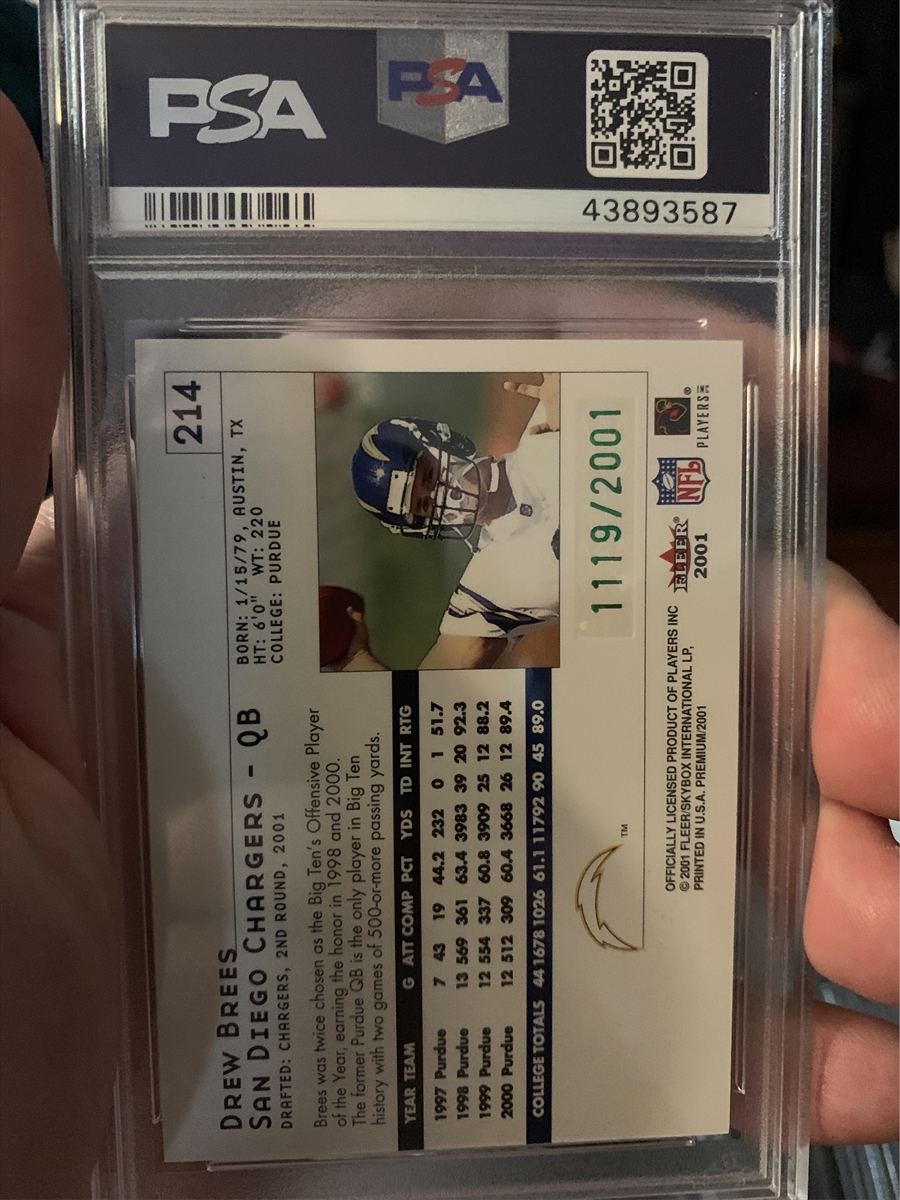 PSA
PSA
43893587
214
DREW BREES
SAN DIEGO CHARGERS - QB
DRAFTED: CHARGERS, 2ND ROUND, 2001
BORN: 1/15/79, AUSTIN, TX
HT: 6'0" WT: 220
COLLEGE: PURDUE
Brees was twice chosen as the Big Ten's Offensive Player
of the Year, earning the honor in 1998 and 2000.
The former Purdue QB is the only player in Big Ten
history with two games of 500-or-more passing yards.
YEAR TEAM G ATT COMP PCT YDS TD INT RTG
1997 Purdue 7 43 19 44.2 232 0 1 51.7
1998 Purdue 13 569 361 63.4 3983 39 20 92.3
1999 Purdue 12 554 337 60.8 3909 25 12 88.2
2000 Purdue 12 512 309 60.4 3668 26 12 89.4
COLLEGE TOTALS 44 1678 1026 61.1 11792 90 45 89.0
1119/2001
TM
OFFICIALLY LICENSED PRODUCT OF PLAYERS INC
© 2001 FLEER/SKYBOX INTERNATIONAL LP,
PRINTED IN U.S.A. PREMIUM/2001
FLEER®
2001
NFL
PLAYERS INC